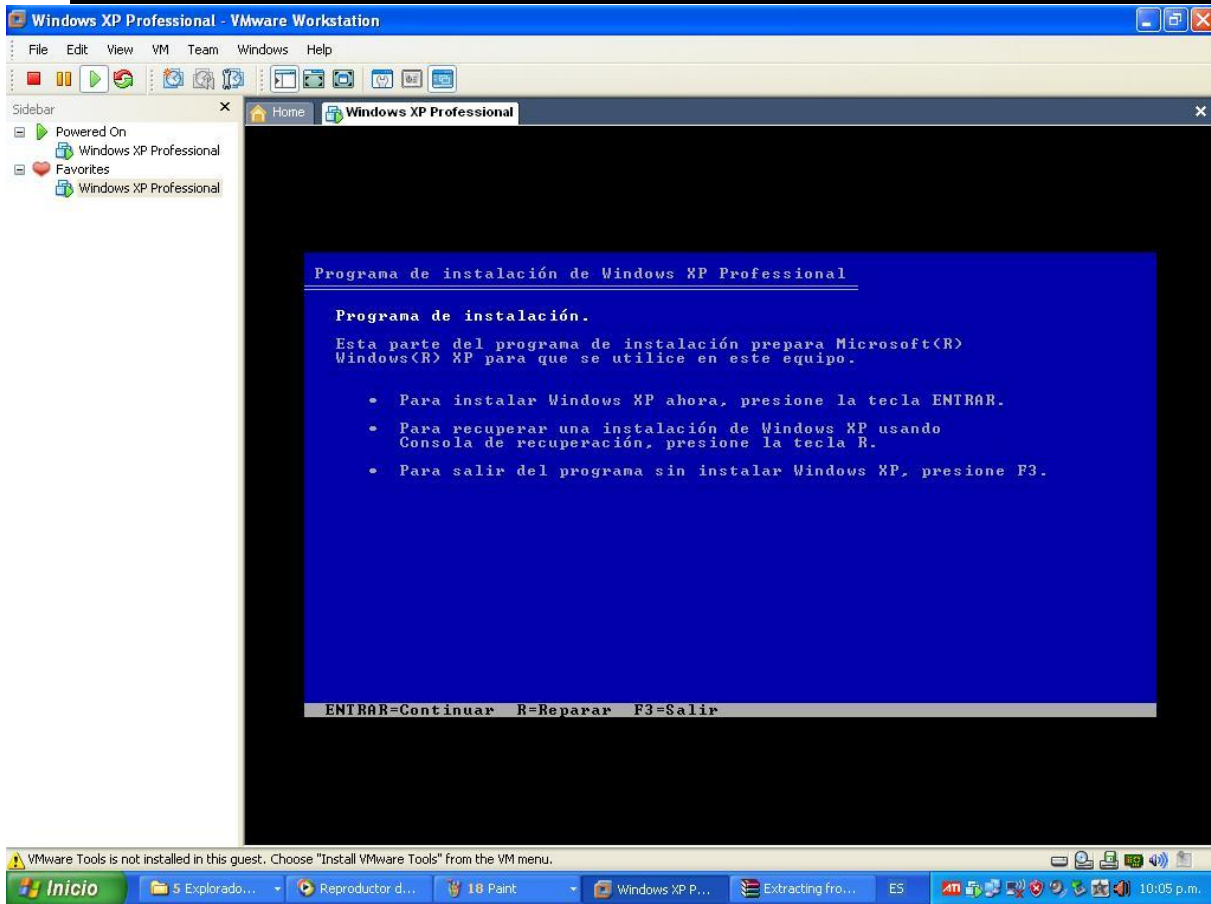 Windows XP Professional - VMware Workstation
File Edit View VM Team Windows Help
Sidebar
Home
Windows XP Professional
Powered On
Windows XP Professional
Favorites
Windows XP Professional
Programa de instalación de Windows XP Professional
Programa de instalación.
Esta parte del programa de instalación prepara Microsoft(R)
Windows(R) XP para que se utilice en este equipo.
• Para instalar Windows XP ahora, presione la tecla ENTRAR.
• Para recuperar una instalación de Windows XP usando
Consola de recuperación, presione la tecla R.
• Para salir del programa sin instalar Windows XP, presione F3.
ENTRAR=Continuar R=Reparar F3=Salir
VMware Tools is not installed in this guest. Choose "Install VMware Tools" from the VM menu.
Inicio
5 Explorado...
Reproductor d...
18 Paint
Windows XP P...
Extracting fro...
ES
ATI
10:05 p.m.